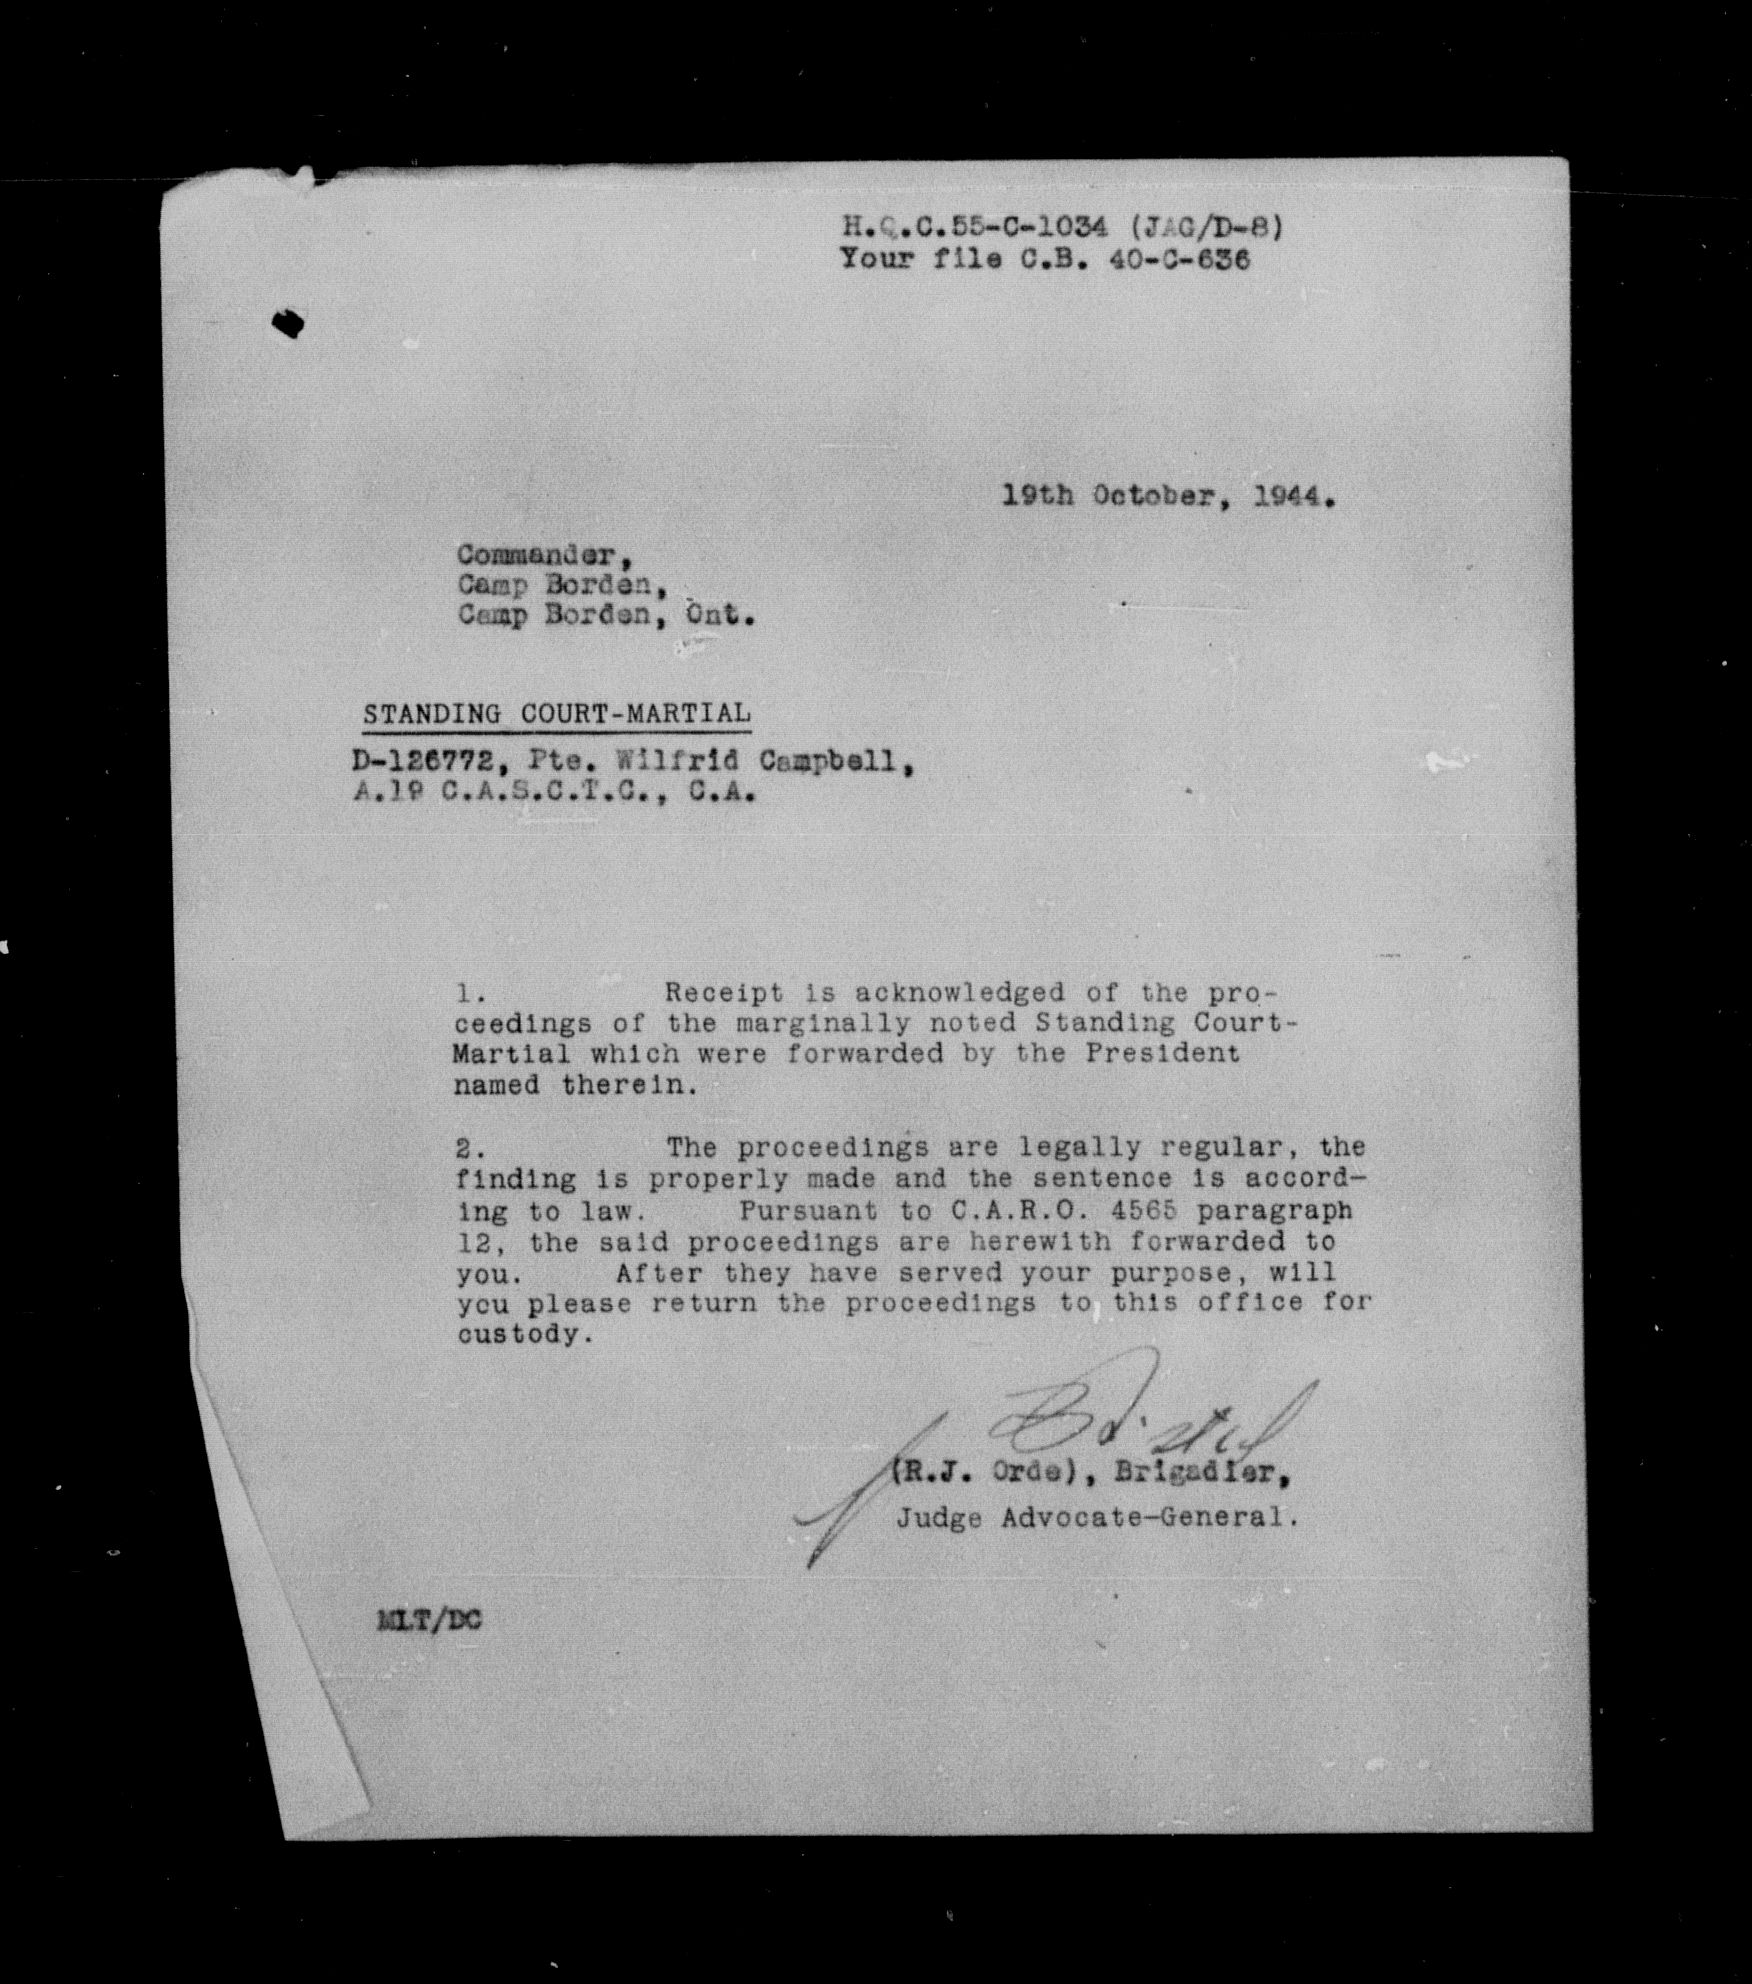 H.Q.C.55-C-1034 (JAG/D-8)
Your file C.B. 40-C-636
19th October, 1944.
Commander,
Camp Borden,
Camp Borden, Ont.
STANDING COURT-MARTIAL
D-126772, Pte. Wilfrid Campbell,
A.19 C.A.S.C.T.C., C.A.
1. Receipt is acknowledged of the pro-
ceedings of the marginally noted Standing Court-
Martial which were forwarded by the President
named therein.
2. The proceedings are legally regular, the
finding is properly made and the sentence is accord-
ing to law. Pursuant to C.A.R.O. 4565 paragraph
12, the said proceedings are herewith forwarded to
you. After they have served your purpose, will
you please return the proceedings to this office for
custody.
(R.J. Orde), Brigadier,
Judge Advocate-General.
MLT/DC